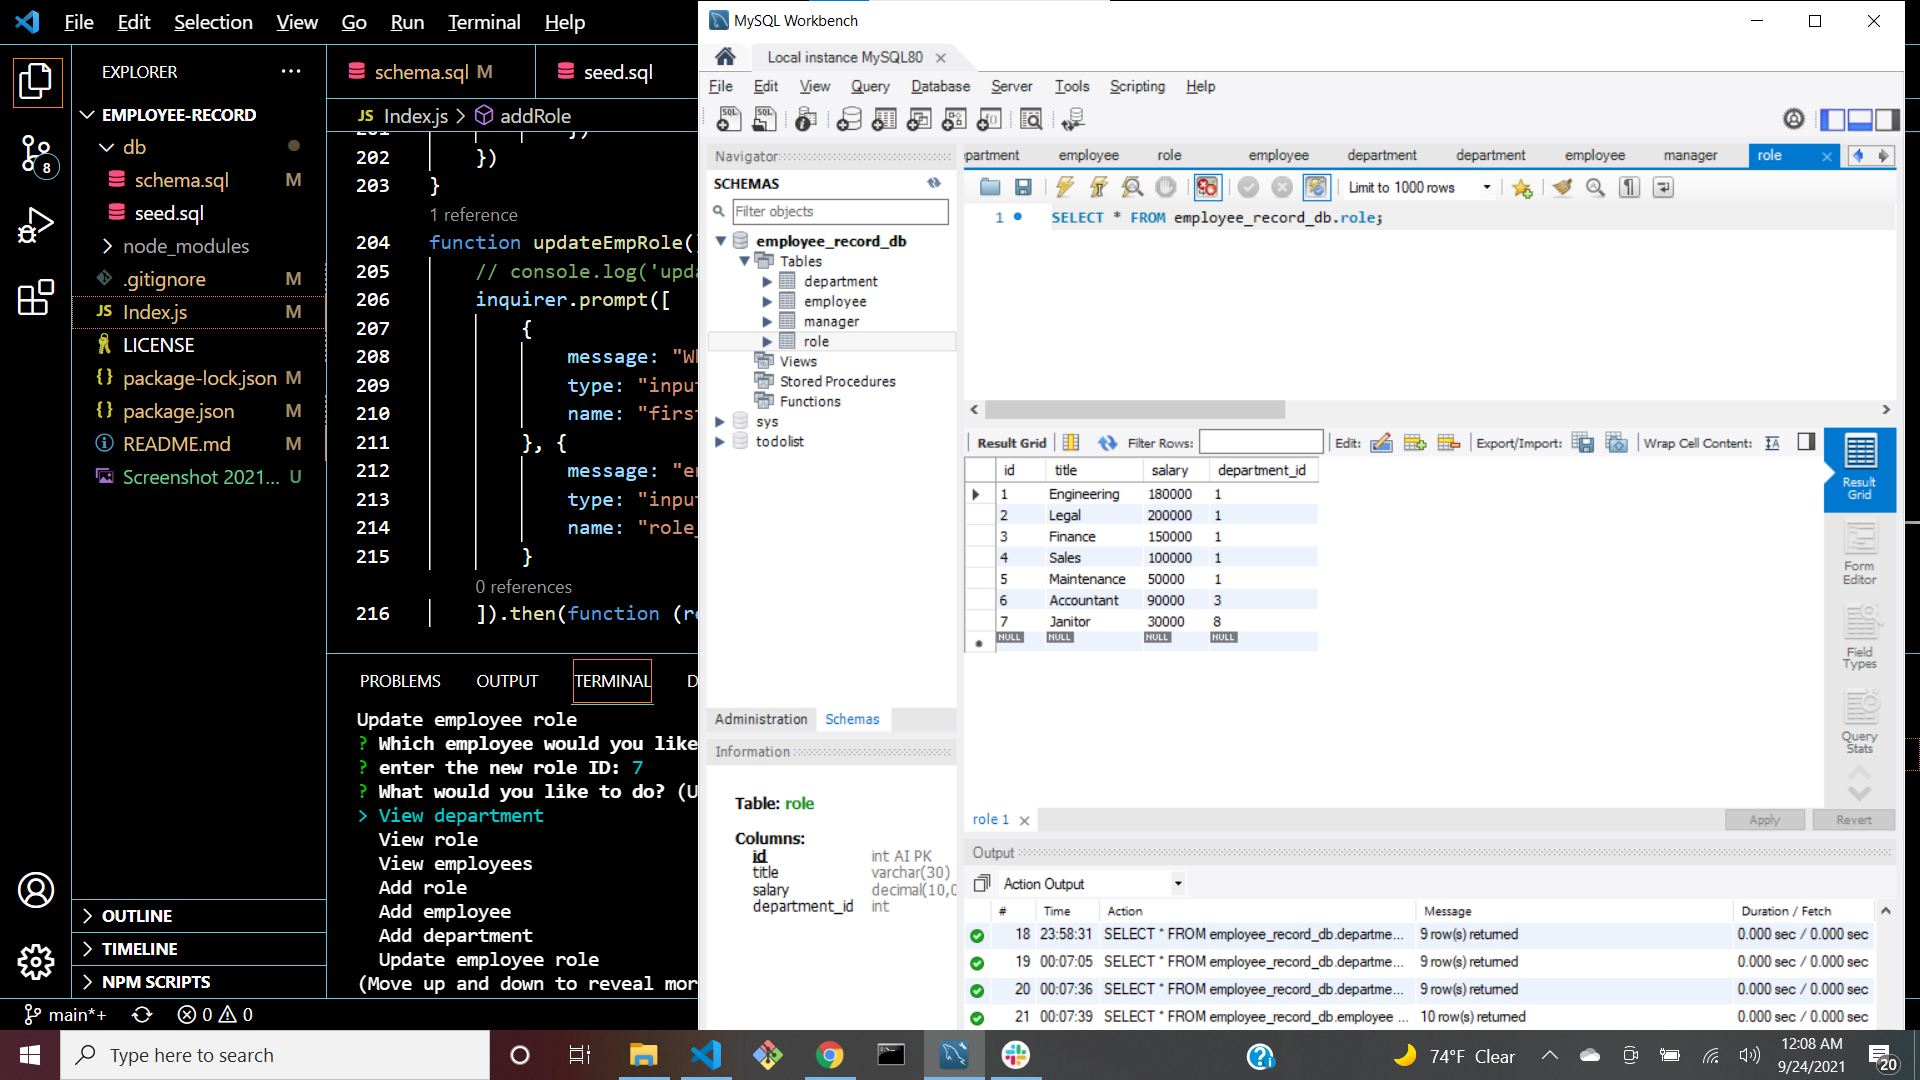 File Edit Selection View Go Run Terminal Help
EXPLORER
EMPLOYEE-RECORD
db
schema.sql M
seed.sql
node_modules
.gitignore M
JS Index.js M
LICENSE
{} package-lock.json M
{} package.json M
README.md M
Screenshot 2021... U
8
OUTLINE
TIMELINE
NPM SCRIPTS
main*+ 0 0
schema.sql M seed.sql
JS Index.js > addRole
202 })
203 }
1 reference
204 function updateEmpRole()
205 // console.log('upda
206 inquirer.prompt([
207 {
208 message: "Wh
209 type: "input
210 name: "first
211 }, {
212 message: "en
213 type: "input
214 name: "role_
215 }
0 references
216 ]).then(function (re
PROBLEMS OUTPUT TERMINAL D
Update employee role
? Which employee would you like
? enter the new role ID: 7
? What would you like to do? (U
> View department
View role
View employees
Add role
Add employee
Add department
Update employee role
(Move up and down to reveal mor
MySQL Workbench
Local instance MySQL80
File Edit View Query Database Server Tools Scripting Help
Navigator
SCHEMAS
Filter objects
employee_record_db
Tables
department
employee
manager
role
Views
Stored Procedures
Functions
sys
todolist
Administration Schemas
Information
Table: role
Columns:
id int AI PK
title varchar(30)
salary decimal(10,0
department_id int
partment employee role employee department department employee manager role
Limit to 1000 rows
1 SELECT * FROM employee_record_db.role;
Result Grid Filter Rows: Edit: Export/Import: Wrap Cell Content:
id title salary department_id
1 Engineering 180000 1
2 Legal 200000 1
3 Finance 150000 1
4 Sales 100000 1
5 Maintenance 50000 1
6 Accountant 90000 3
7 Janitor 30000 8
NULL NULL NULL NULL
Result Grid
Form Editor
Field Types
Query Stats
role 1 Apply Revert
Output
Action Output
# Time Action Message Duration / Fetch
18 23:58:31 SELECT * FROM employee_record_db.departme... 9 row(s) returned 0.000 sec / 0.000 sec
19 00:07:05 SELECT * FROM employee_record_db.departme... 9 row(s) returned 0.000 sec / 0.000 sec
20 00:07:36 SELECT * FROM employee_record_db.departme... 9 row(s) returned 0.000 sec / 0.000 sec
21 00:07:39 SELECT * FROM employee_record_db.employee ... 10 row(s) returned 0.000 sec / 0.000 sec
Type here to search
74°F Clear
12:08 AM
9/24/2021
20